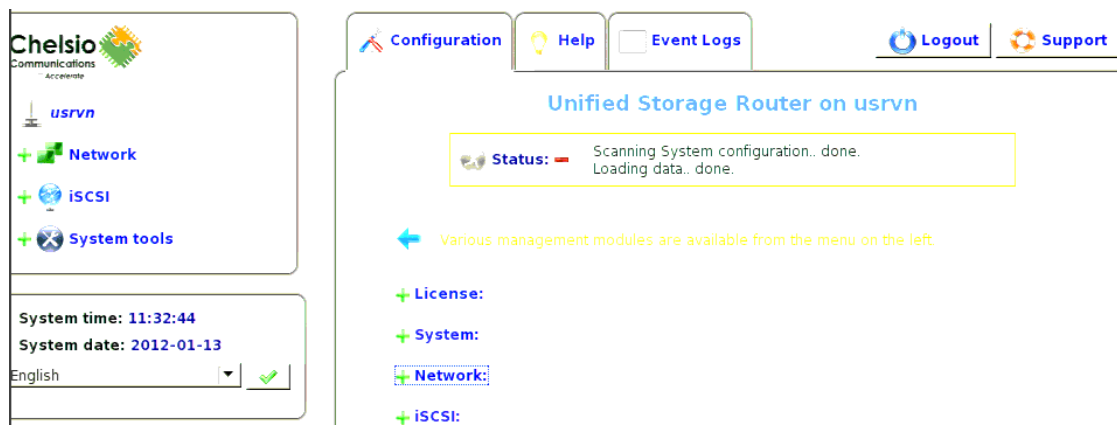 Chelsio
Communications
Accelerate
usrvn
Network
iSCSI
System tools
System time: 11:32:44
System date: 2012-01-13
English
Configuration
Help
Event Logs
Logout
Support
Unified Storage Router on usrvn
Status:
Scanning System configuration.. done.
Loading data.. done.
Various management modules are available from the menu on the left
License:
System:
Network:
iSCSI: